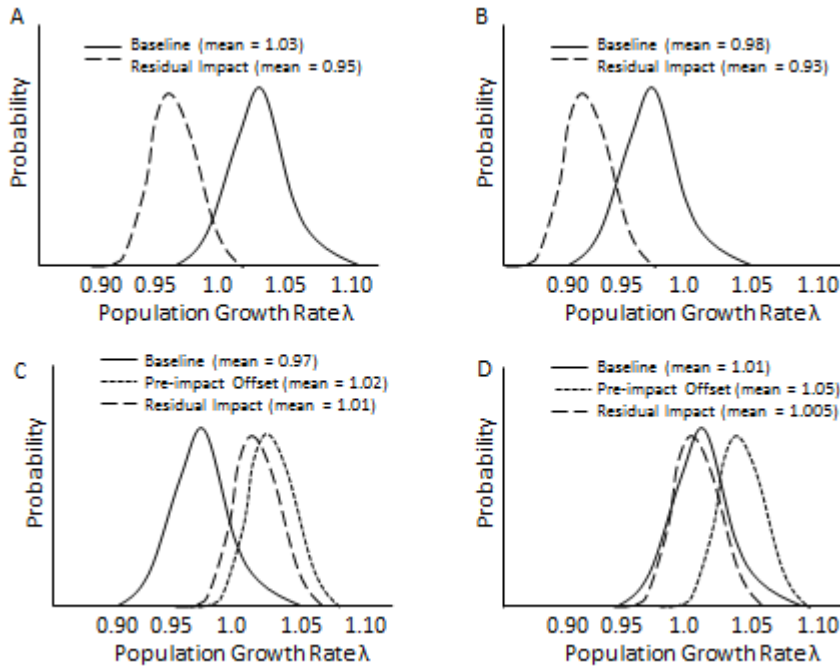 A
Baseline (mean = 1.03)
Residual Impact (mean = 0.95)
Probability
0.90 0.95 1.0 1.05 1.10
Population Growth Rate λ
B
Baseline (mean = 0.98)
Residual Impact (mean = 0.93)
Probability
0.90 0.95 1.0 1.05 1.10
Population Growth Rate λ
C
Baseline (mean = 0.97)
Pre-impact Offset (mean = 1.02)
Residual Impact (mean = 1.01)
Probability
0.90 0.95 1.0 1.05 1.10
Population Growth Rate λ
D
Baseline (mean = 1.01)
Pre-impact Offset (mean = 1.05)
Residual Impact (mean = 1.005)
Probability
0.90 0.95 1.0 1.05 1.10
Population Growth Rate λ